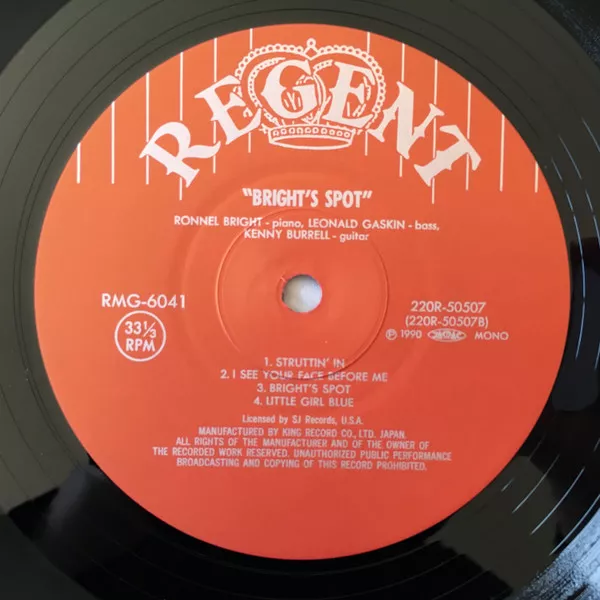 REGENT
"BRIGHT'S SPOT"
RONNEL BRIGHT - piano, LEONALD GASKIN - bass,
KENNY BURRELL - guitar
RMG-6041
33 1/3
RPM
220R-50507
(220R-50507B)
℗ 1990 MONO
1. STRUTTIN' IN
2. I SEE YOUR FACE BEFORE ME
3. BRIGHT'S SPOT
4. LITTLE GIRL BLUE
Licensed by SJ Records, U.S.A.
MANUFACTURED BY KING RECORD CO., LTD. JAPAN.
ALL RIGHTS OF THE MANUFACTURER AND OF THE OWNER OF
THE RECORDED WORK RESERVED. UNAUTHORIZED PUBLIC PERFORMANCE
BROADCASTING AND COPYING OF THIS RECORD PROHIBITED.